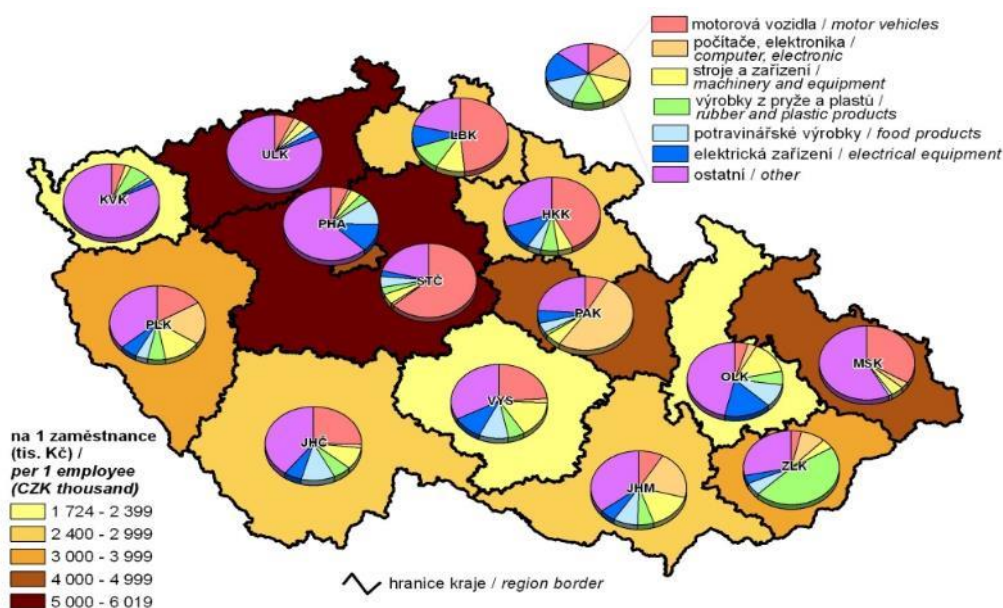 motorová vozidla / motor vehicles
počítače, elektronika /
computer, electronic
stroje a zařízení /
machinery and equipment
výrobky z pryže a plastů /
rubber and plastic products
potravinářské výrobky / food products
elektrická zařízení / electrical equipment
ostatní / other
LBK
ULK
KVK
PHA
HKK
STČ
PAK
PLK
MSK
OLK
VYS
JHČ
ZLK
JHM
na 1 zaměstnance
(tis. Kč) /
per 1 employee
(CZK thousand)
1 724 - 2 399
2 400 - 2 999
3 000 - 3 999
4 000 - 4 999
5 000 - 6 019
hranice kraje / region border